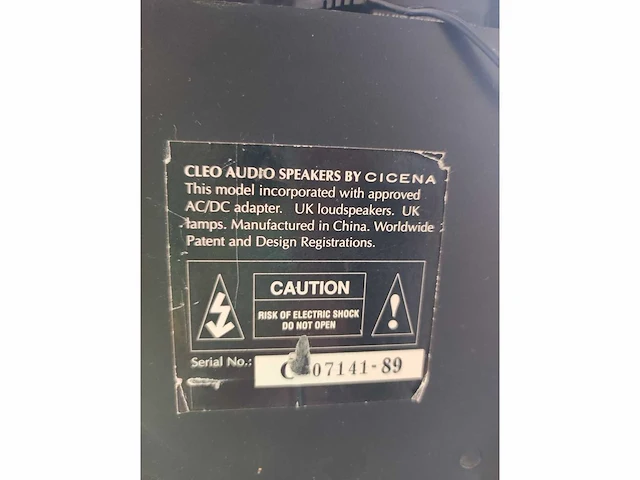 CLEO AUDIO SPEAKERS BY CICENA
This model incorporated with approved
AC/DC adapter. UK loudspeakers. UK
lamps. Manufactured in China. Worldwide
Patent and Design Registrations.
CAUTION
RISK OF ELECTRIC SHOCK
DO NOT OPEN
Serial No.: 07141-89